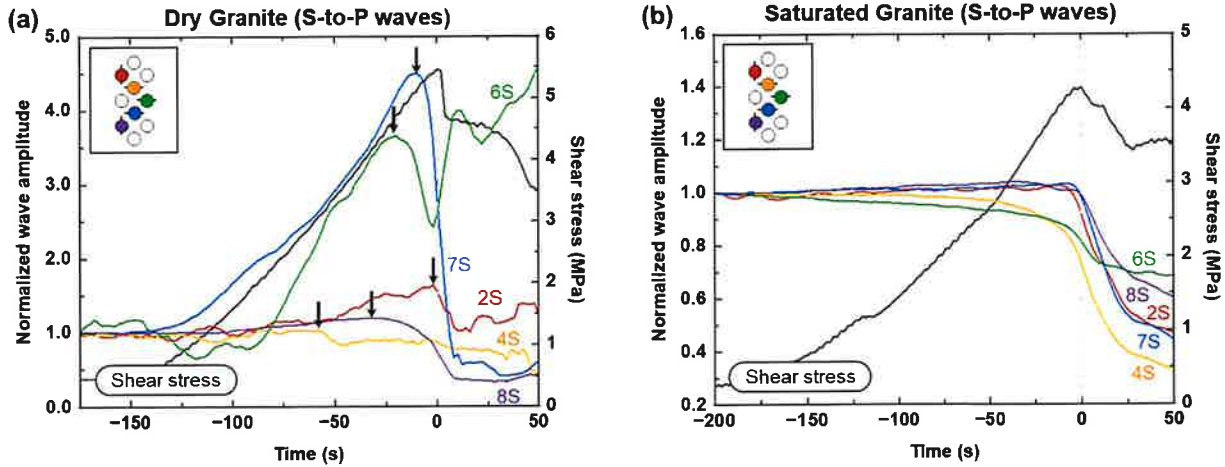 (a)
Dry Granite (S-to-P waves)
Normalized wave amplitude
5.0
4.0
3.0
2.0
1.0
0.0
6S
7S
2S
4S
8S
Shear stress
6
5
4
3
2
1
0
Shear stress (MPa)
−150
−100
−50
0
50
Time (s)
(b)
Saturated Granite (S-to-P waves)
Normalized wave amplitude
1.6
1.4
1.2
1.0
0.8
0.6
0.4
0.2
6S
8S
2S
7S
4S
Shear stress
5
4
3
2
1
0
Shear stress (MPa)
−200
−150
−100
−50
0
50
Time (s)